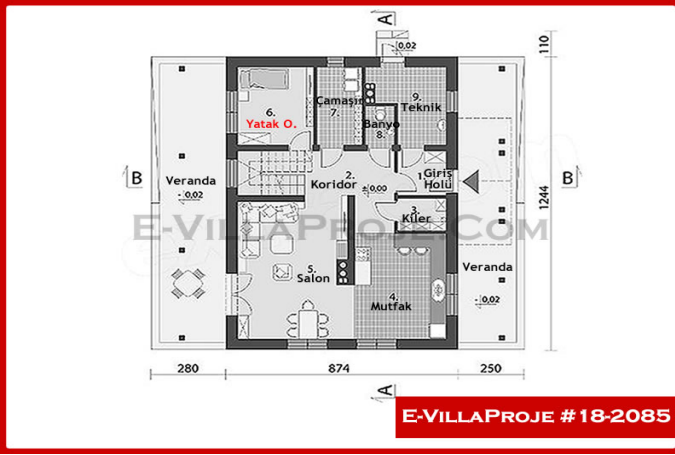 A
0,02
110
9.
Teknik
Çamaşır
7.
6.
Yatak O.
Banyo
8.
B
Veranda
- 0,02
2.
Koridor
± 0,00
1.
Giriş
Holü
B
1244
3.
Kiler
E-VillaProje.Com
5.
Salon
4.
Mutfak
Veranda
- 0,02
280
874
250
A
E-VillaProje #18-2085